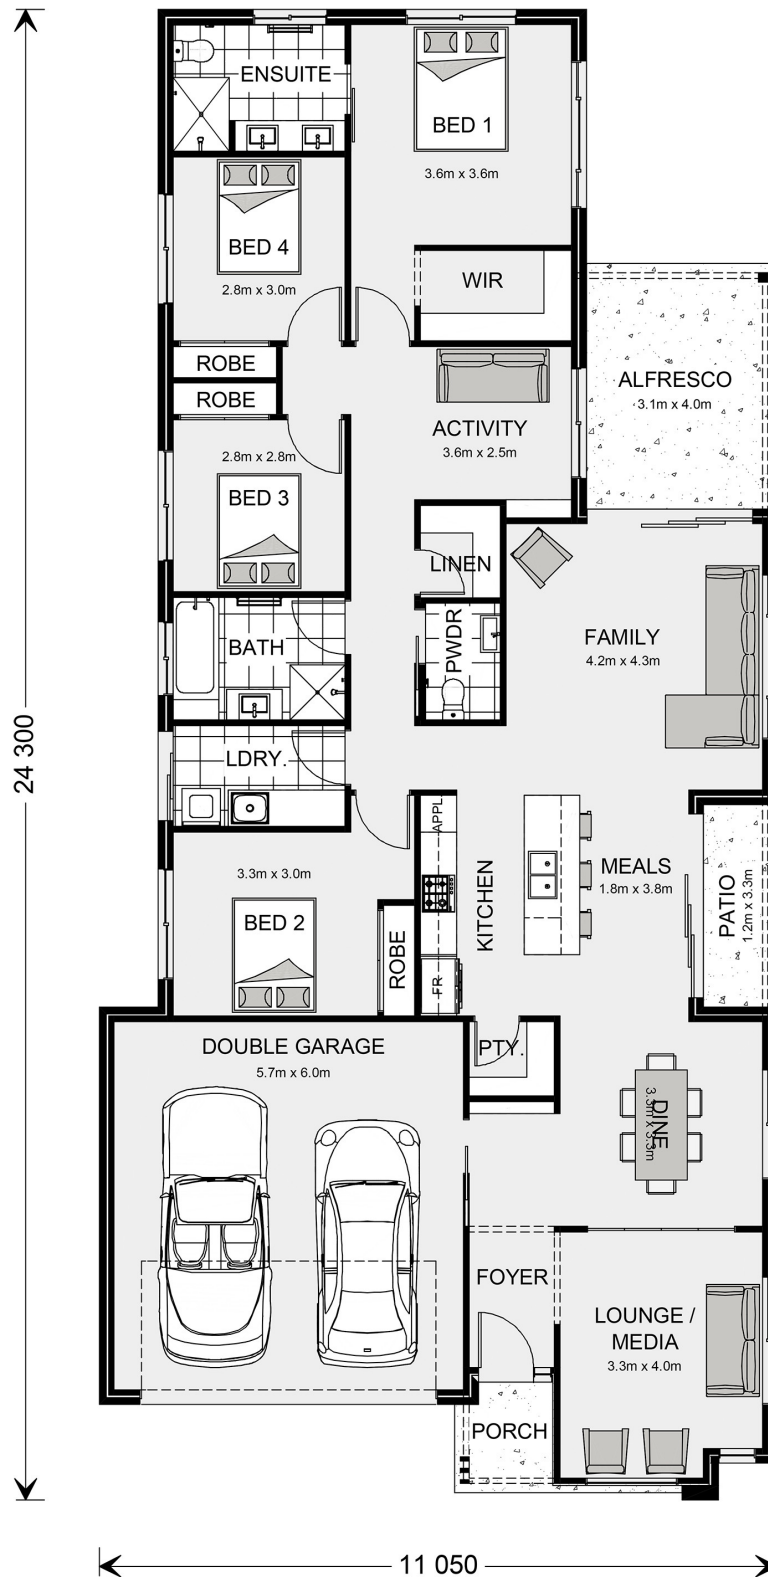 ENSUITE
BED 1
3.6m x 3.6m
BED 4
2.8m x 3.0m
WIR
ROBE
ROBE
ALFRESCO
3.1m x 4.0m
ACTIVITY
3.6m x 2.5m
2.8m x 2.8m
BED 3
LINEN
PWDR
BATH
FAMILY
4.2m x 4.3m
LDRY.
24 300
APPL
KITCHEN
MEALS
1.8m x 3.8m
PATIO
1.2m x 3.3m
3.3m x 3.0m
BED 2
ROBE
FR
DOUBLE GARAGE
5.7m x 6.0m
PTY.
DINE
FOYER
LOUNGE /
MEDIA
3.3m x 4.0m
PORCH
11 050